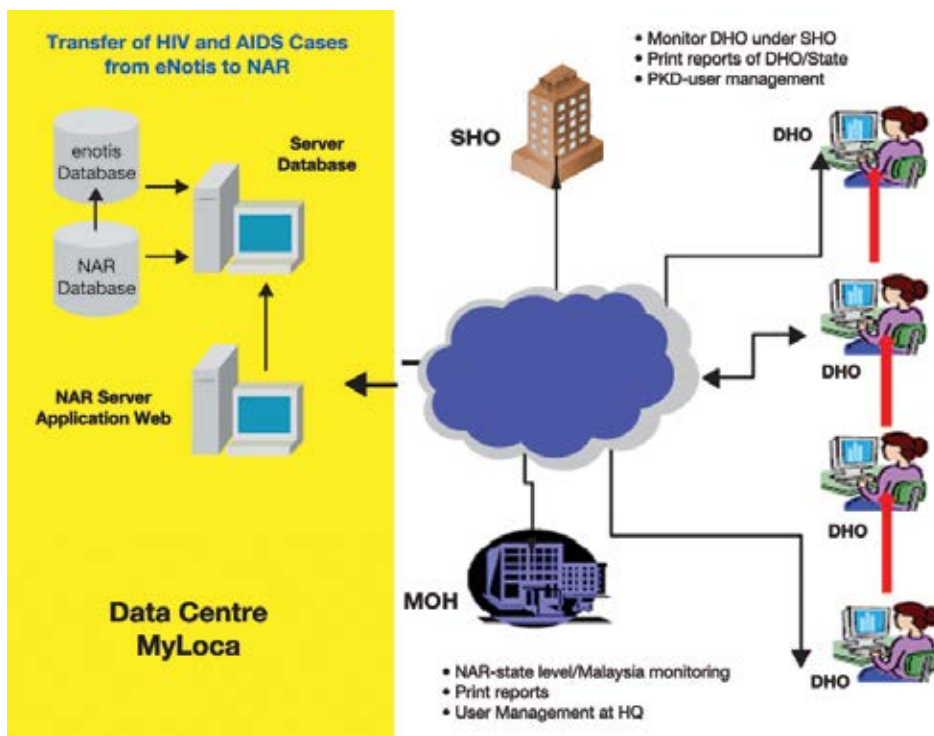 Transfer of HIV and AIDS Cases
from eNotis to NAR
enotis
Database
Server
Database
NAR
Database
NAR Server
Application Web
Data Centre
MyLoca
• Monitor DHO under SHO
• Print reports of DHO/State
• PKD-user management
SHO
DHO
DHO
DHO
DHO
MOH
• NAR-state level/Malaysia monitoring
• Print reports
• User Management at HQ